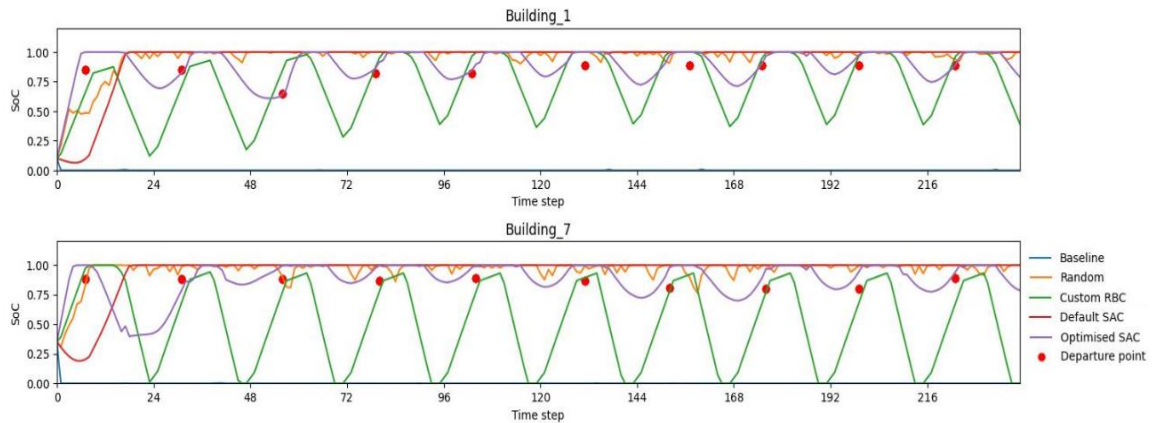 Building_1
1.00
0.75
0.50
0.25
0.00
SoC
0 24 48 72 96 120 144 168 192 216
Time step
Building_7
1.00
0.75
0.50
0.25
0.00
SoC
0 24 48 72 96 120 144 168 192 216
Time step
Baseline
Random
Custom RBC
Default SAC
Optimised SAC
Departure point